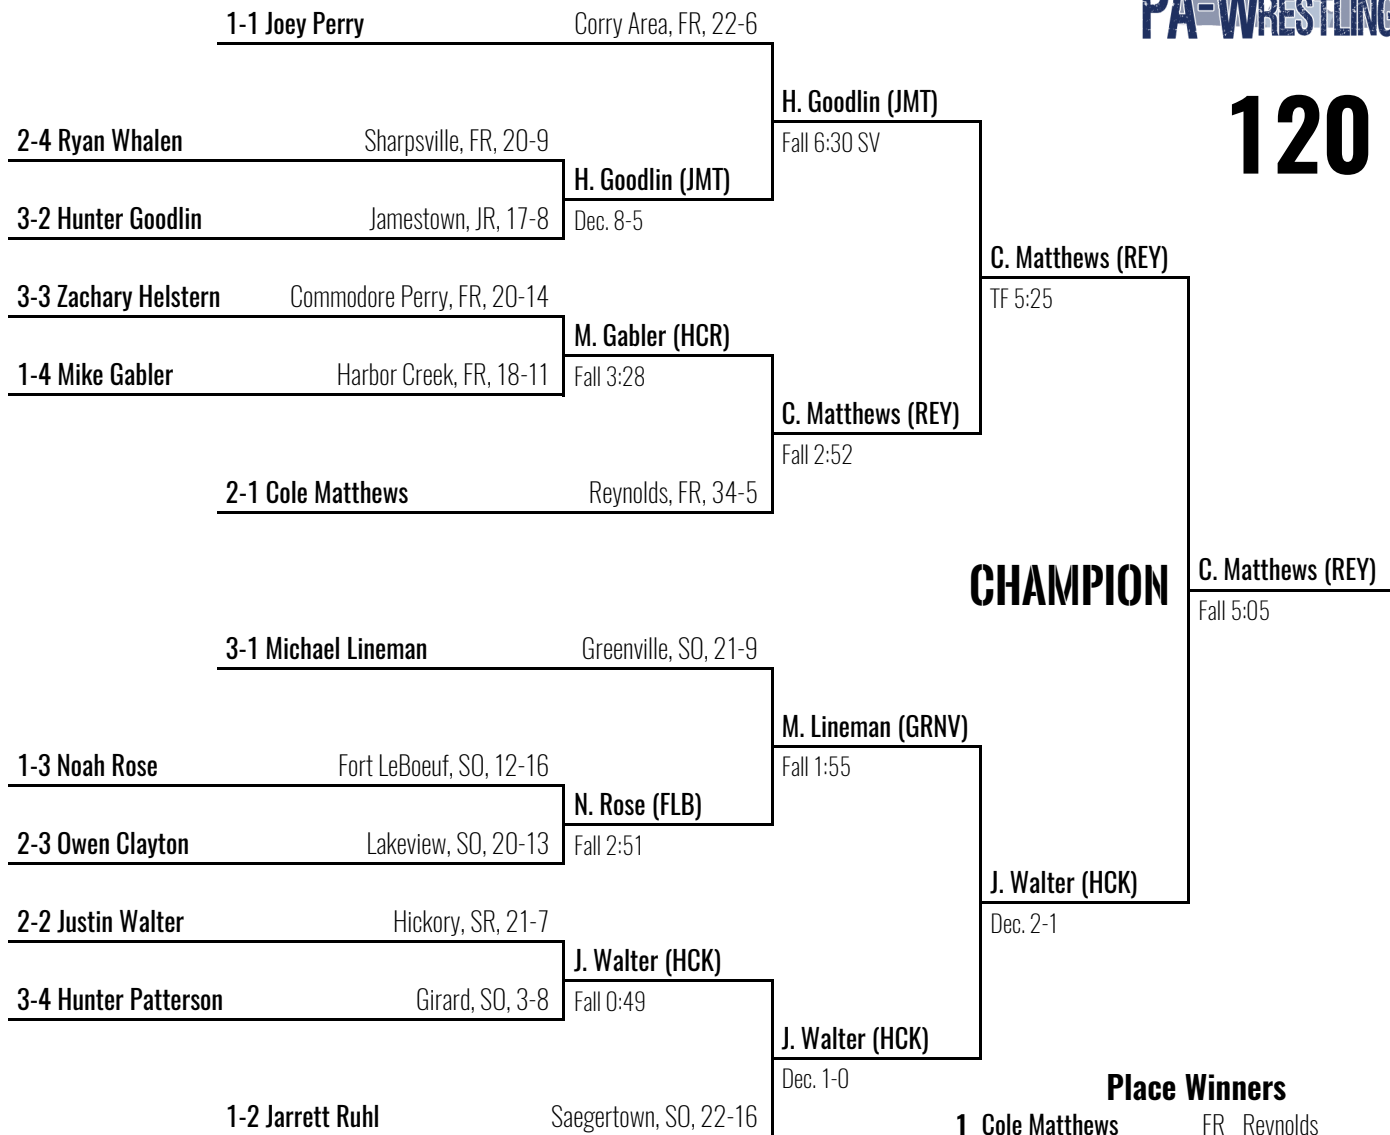 PA-WRESTLING
120
1-1 Joey Perry Corry Area, FR, 22-6
H. Goodlin (JMT)
Fall 6:30 SV
2-4 Ryan Whalen Sharpsville, FR, 20-9
H. Goodlin (JMT)
Dec. 8-5
3-2 Hunter Goodlin Jamestown, JR, 17-8
C. Matthews (REY)
TF 5:25
3-3 Zachary Helstern Commodore Perry, FR, 20-14
M. Gabler (HCR)
Fall 3:28
1-4 Mike Gabler Harbor Creek, FR, 18-11
C. Matthews (REY)
Fall 2:52
2-1 Cole Matthews Reynolds, FR, 34-5
CHAMPION
C. Matthews (REY)
Fall 5:05
3-1 Michael Lineman Greenville, SO, 21-9
M. Lineman (GRNV)
Fall 1:55
1-3 Noah Rose Fort LeBoeuf, SO, 12-16
N. Rose (FLB)
Fall 2:51
2-3 Owen Clayton Lakeview, SO, 20-13
J. Walter (HCK)
Dec. 2-1
2-2 Justin Walter Hickory, SR, 21-7
J. Walter (HCK)
Fall 0:49
3-4 Hunter Patterson Girard, SO, 3-8
J. Walter (HCK)
Dec. 1-0
1-2 Jarrett Ruhl Saegertown, SO, 22-16
Place Winners
1 Cole Matthews FR Reynolds